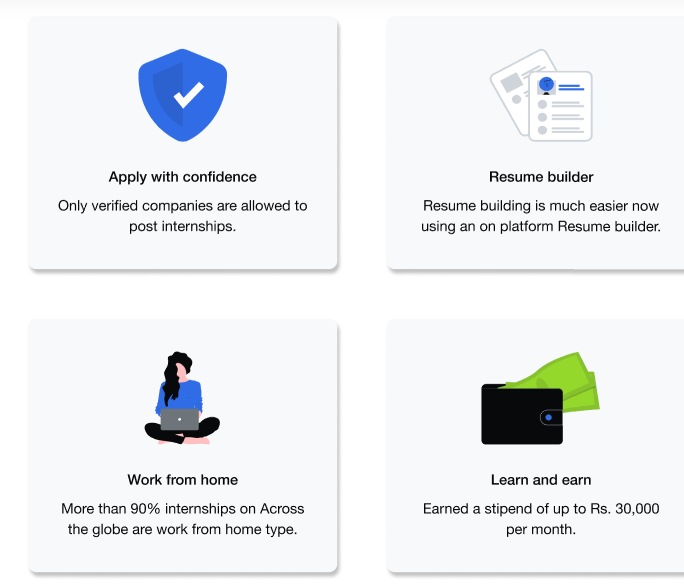 Apply with confidence
Only verified companies are allowed to
post internships.
Resume builder
Resume building is much easier now
using an on platform Resume builder.
Work from home
More than 90% internships on Across
the globe are work from home type.
Learn and earn
Earned a stipend of up to Rs. 30,000
per month.